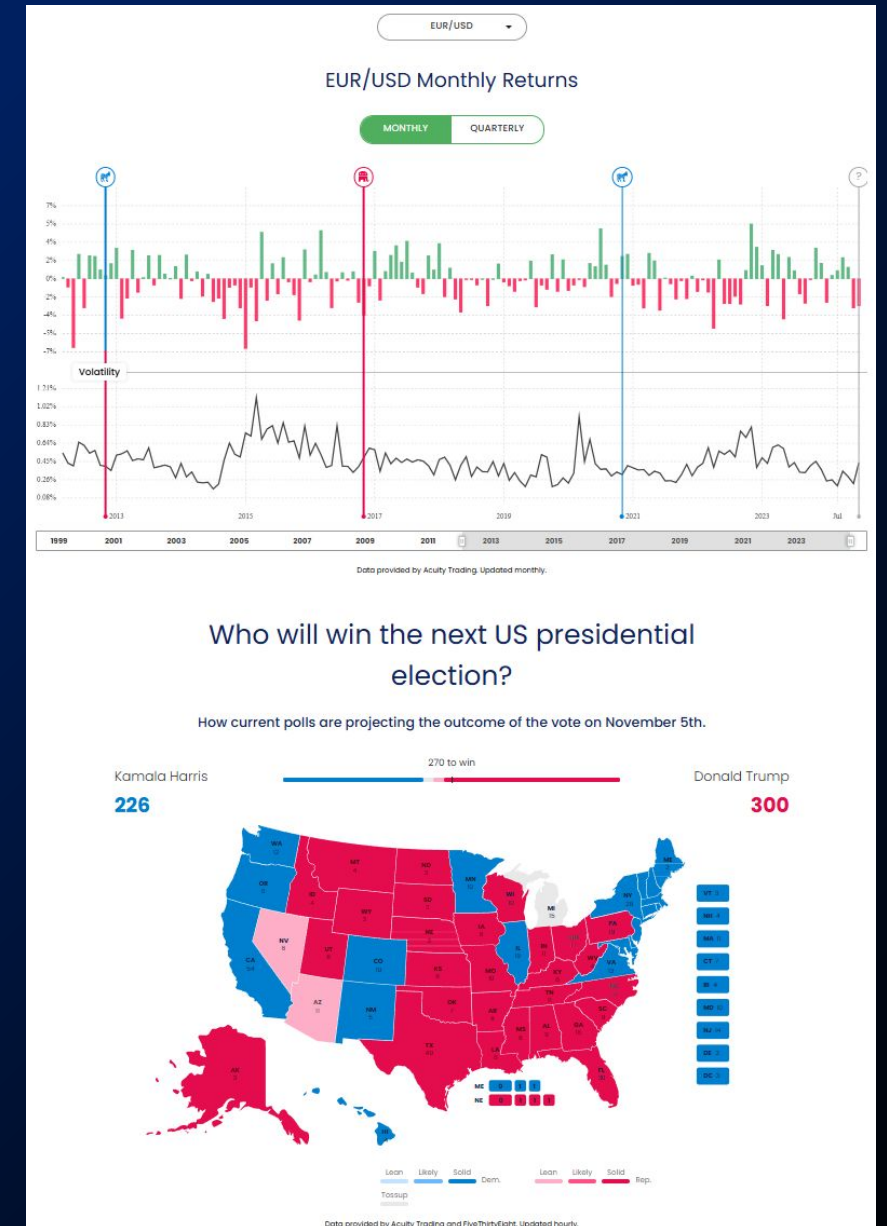 EUR/USD
EUR/USD Monthly Returns
MONTHLY QUARTERLY
?
7%
5%
4%
2%
0%
-2%
-4%
-5%
-7%
Volatility
1.21%
1.02%
0.83%
0.64%
0.45%
0.26%
0.08%
2013 2015 2017 2019 2021 2023 Jul
1999 2001 2003 2005 2007 2009 2011 2013 2015 2017 2019 2021 2023
Data provided by Acuity Trading. Updated monthly.
Who will win the next US presidential
election?
How current polls are projecting the outcome of the vote on November 5th.
270 to win
Kamala Harris Donald Trump
226 300
WA
OR
CA
NV
ID
MT
WY
UT
AZ
CO
NM
ND
SD
NE
KS
OK
TX
MN
IA
MO
AR
LA
WI
IL
MI
15
IN
KY
TN
MS
AL
GA
SC
FL
WV
VA
PA
NY
ME
AK
HI
VT
NH
MA
CT
RI
MD
NJ
DE
DC
ME
NE
Lean Likely Solid Dem. Lean Likely Solid Rep.
Tossup
Data provided by Acuity Trading and FiveThirtyEight. Updated hourly.